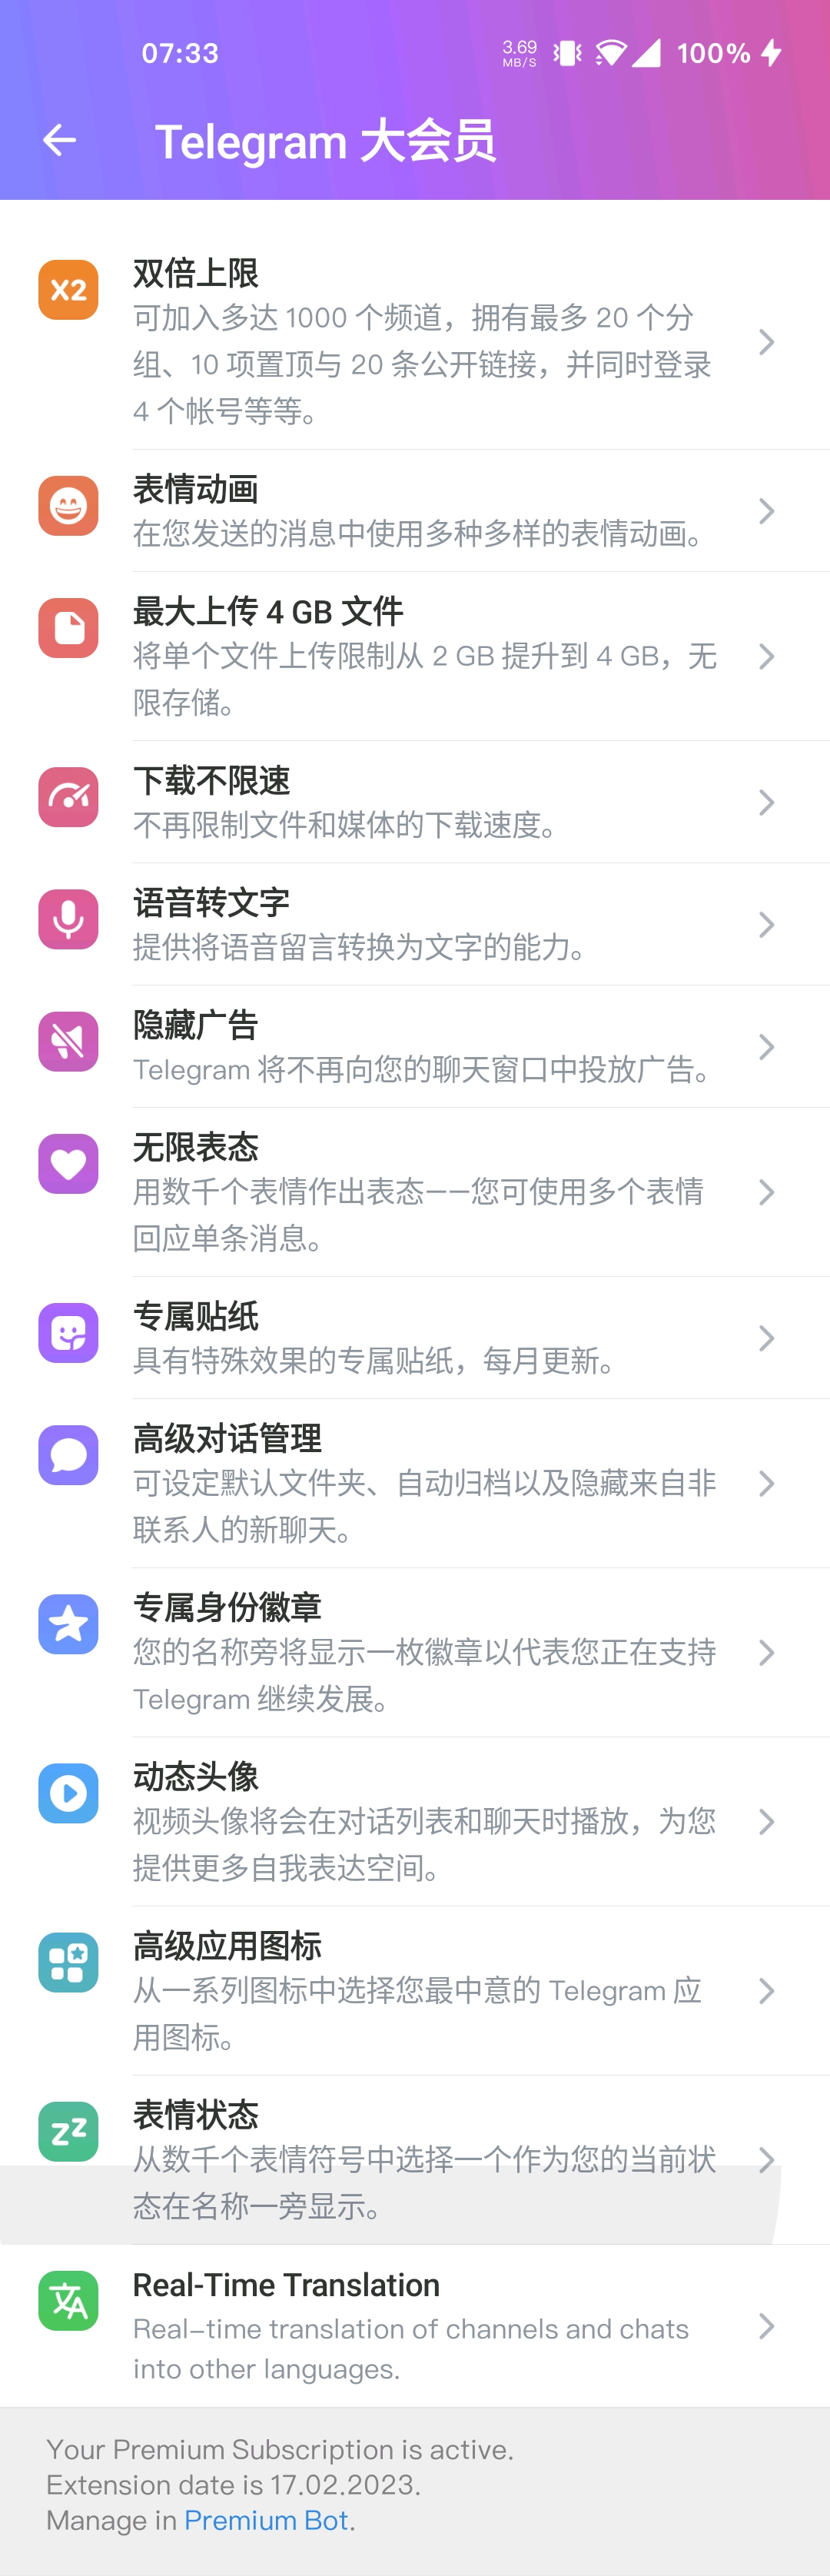 07:33
3.69
MB/S
100%
Telegram 大会员
X2
双倍上限
可加入多达 1000 个频道，拥有最多 20 个分
组、10 项置顶与 20 条公开链接，并同时登录
4 个帐号等等。
表情动画
在您发送的消息中使用多种多样的表情动画。
最大上传 4 GB 文件
将单个文件上传限制从 2 GB 提升到 4 GB，无
限存储。
下载不限速
不再限制文件和媒体的下载速度。
语音转文字
提供将语音留言转换为文字的能力。
隐藏广告
Telegram 将不再向您的聊天窗口中投放广告。
无限表态
用数千个表情作出表态——您可使用多个表情
回应单条消息。
专属贴纸
具有特殊效果的专属贴纸，每月更新。
高级对话管理
可设定默认文件夹、自动归档以及隐藏来自非
联系人的新聊天。
专属身份徽章
您的名称旁将显示一枚徽章以代表您正在支持
Telegram 继续发展。
动态头像
视频头像将会在对话列表和聊天时播放，为您
提供更多自我表达空间。
高级应用图标
从一系列图标中选择您最中意的 Telegram 应
用图标。
zz
表情状态
从数千个表情符号中选择一个作为您的当前状
态在名称一旁显示。
文A
Real-Time Translation
Real-time translation of channels and chats
into other languages.
Your Premium Subscription is active.
Extension date is 17.02.2023.
Manage in Premium Bot.